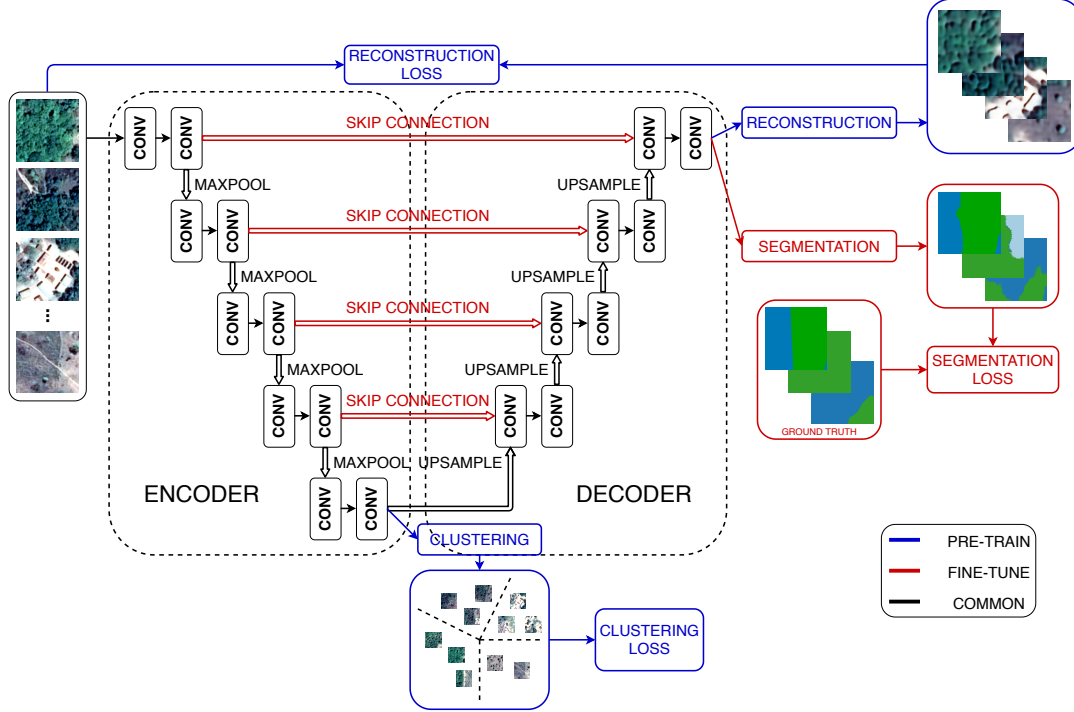 RECONSTRUCTION
LOSS
CONV
CONV
SKIP CONNECTION
CONV
CONV
RECONSTRUCTION
MAXPOOL
UPSAMPLE
CONV
CONV
SKIP CONNECTION
CONV
CONV
SEGMENTATION
MAXPOOL
UPSAMPLE
...
CONV
CONV
SKIP CONNECTION
CONV
CONV
MAXPOOL
UPSAMPLE
SEGMENTATION
LOSS
CONV
CONV
SKIP CONNECTION
CONV
CONV
GROUND TRUTH
MAXPOOL
UPSAMPLE
ENCODER
CONV
CONV
DECODER
CLUSTERING
PRE-TRAIN
FINE-TUNE
COMMON
CLUSTERING
LOSS